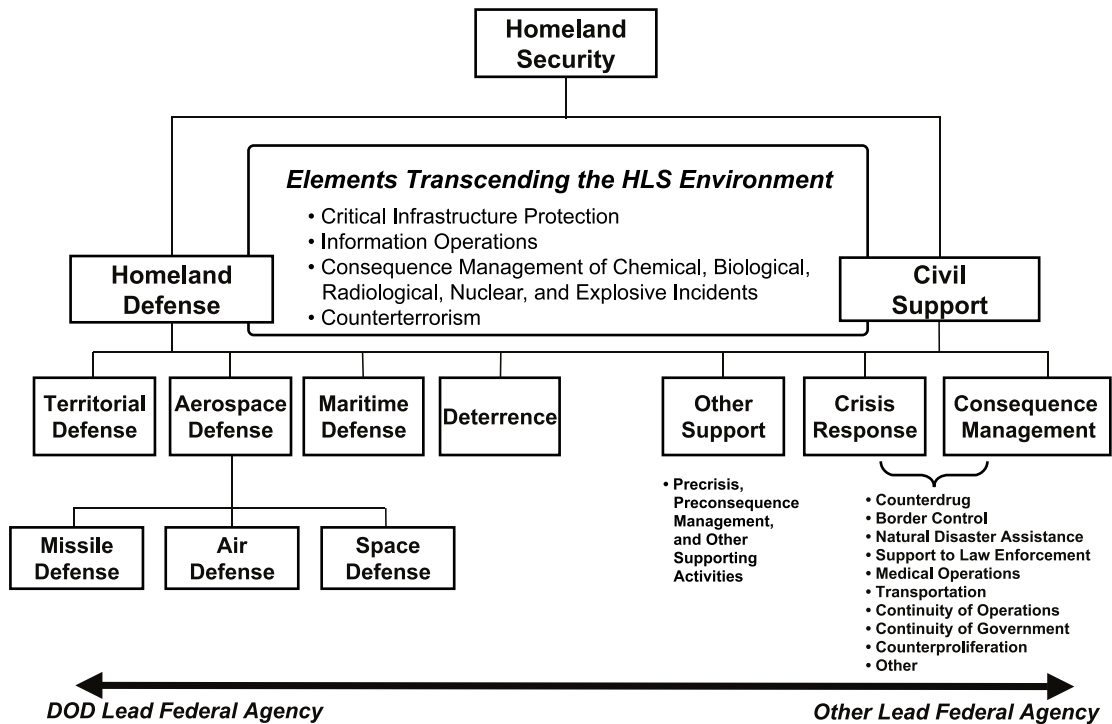 Homeland
Security
Elements Transcending the HLS Environment
• Critical Infrastructure Protection
• Information Operations
• Consequence Management of Chemical, Biological,
Radiological, Nuclear, and Explosive Incidents
• Counterterrorism
Homeland
Defense
Civil
Support
Territorial
Defense
Aerospace
Defense
Maritime
Defense
Deterrence
Other
Support
Crisis
Response
Consequence
Management
Missile
Defense
Air
Defense
Space
Defense
• Precrisis,
Preconsequence
Management,
and Other
Supporting
Activities
• Counterdrug
• Border Control
• Natural Disaster Assistance
• Support to Law Enforcement
• Medical Operations
• Transportation
• Continuity of Operations
• Continuity of Government
• Counterproliferation
• Other
DOD Lead Federal Agency
Other Lead Federal Agency